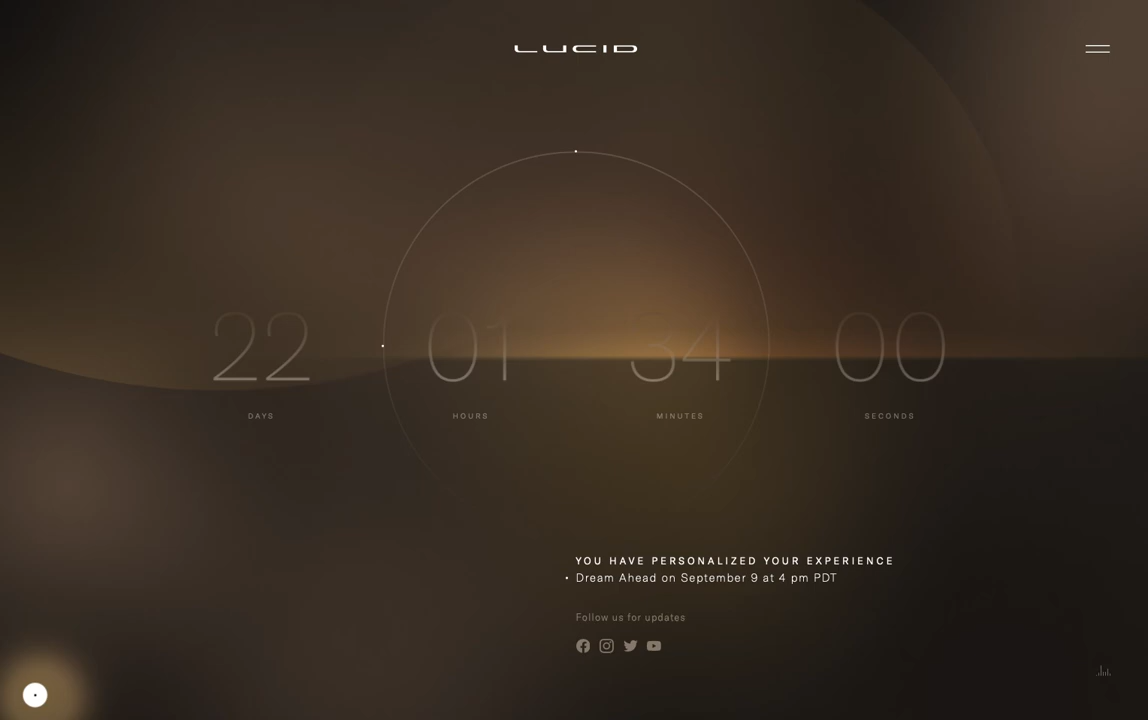 LUCID
22 01 34 00
DAYS HOURS MINUTES SECONDS
YOU HAVE PERSONALIZED YOUR EXPERIENCE
• Dream Ahead on September 9 at 4 pm PDT
Follow us for updates